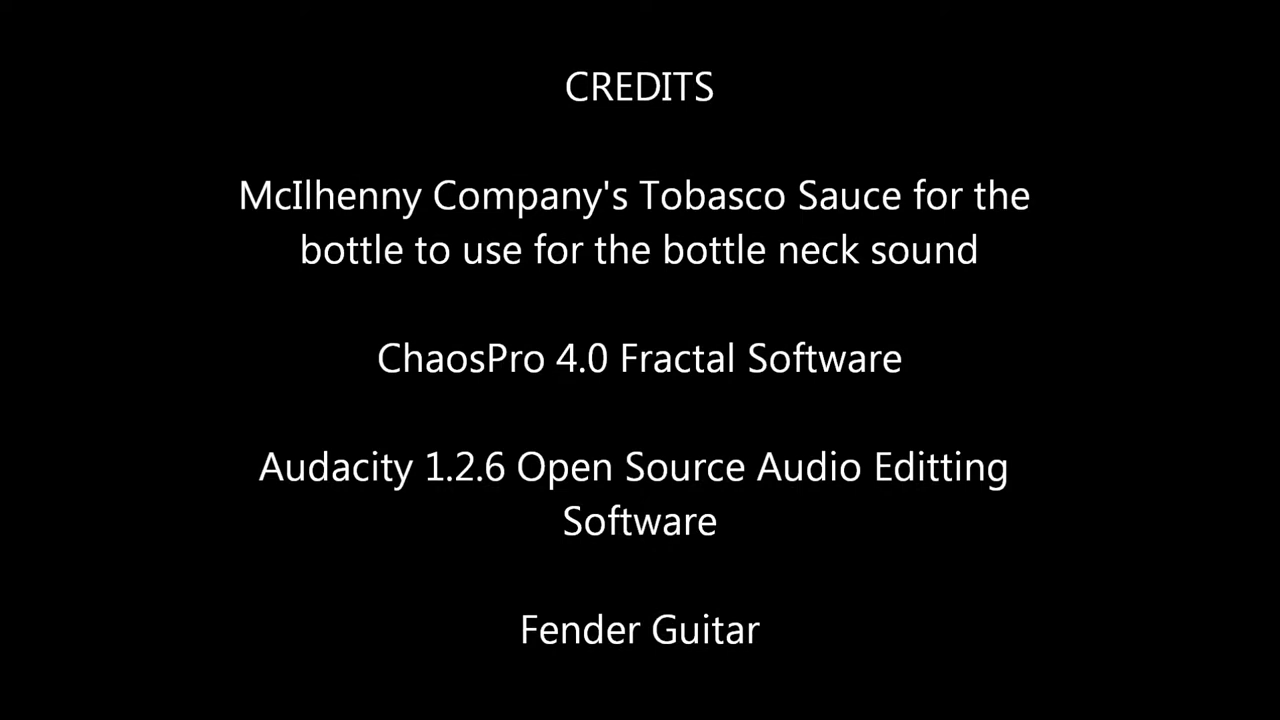 CREDITS
McIlhenny Company's Tobasco Sauce for the
bottle to use for the bottle neck sound
ChaosPro 4.0 Fractal Software
Audacity 1.2.6 Open Source Audio Editting
Software
Fender Guitar